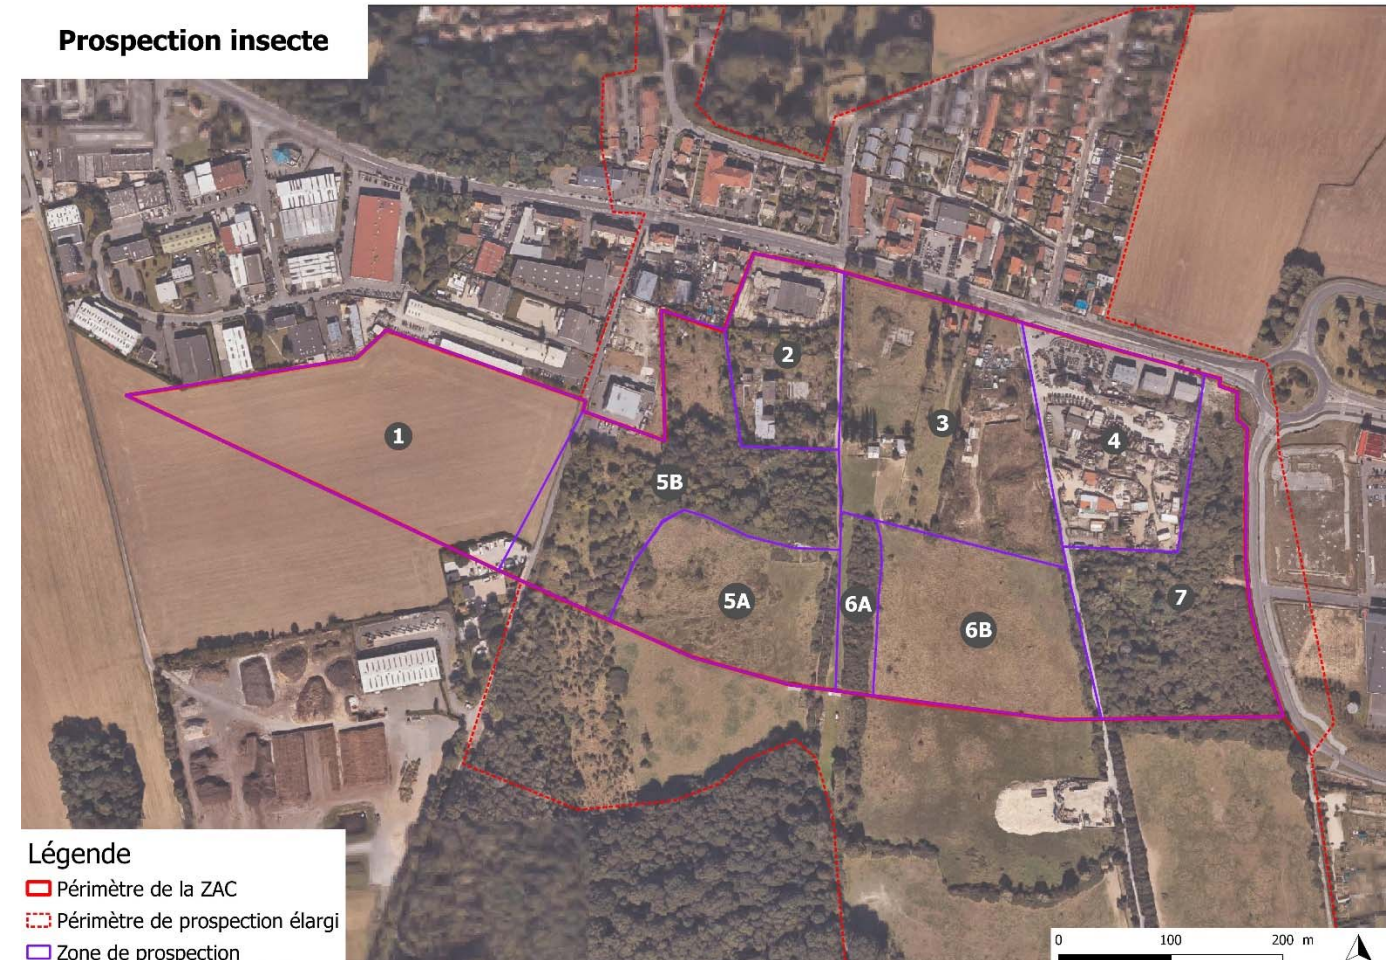 Prospection insecte
2
1
3
4
5B
5A
6A
6B
7
Légende
Périmètre de la ZAC
Périmètre de prospection élargi
Zone de prospection
0 100 200 m